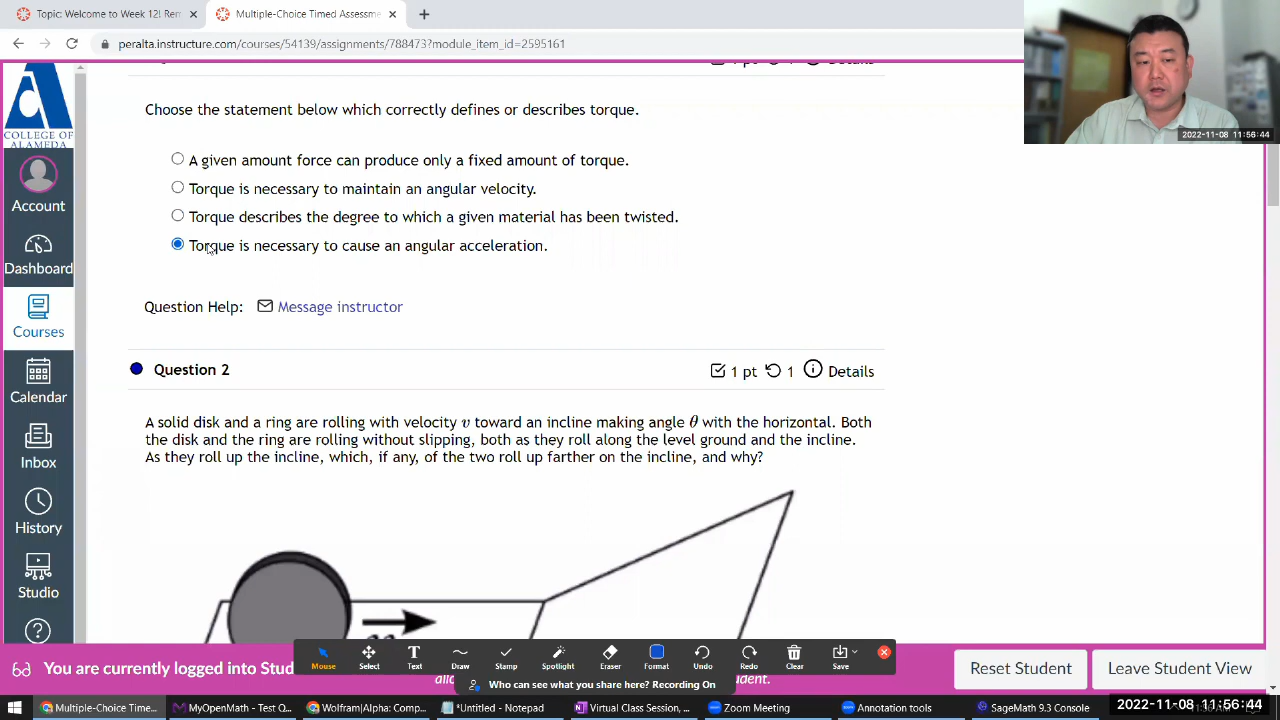 Topic: Welcome to Week 12! Rem
Multiple-Choice Timed Assessme
peralta.instructure.com/courses/54139/assignments/788473?module_item_id=2595161
2022-11-08 11:56:44
COLLEGE OF
ALAMEDA
Account
Dashboard
Courses
Calendar
Inbox
History
Studio
Details
Choose the statement below which correctly defines or describes torque.
A given amount force can produce only a fixed amount of torque.
Torque is necessary to maintain an angular velocity.
Torque describes the degree to which a given material has been twisted.
Torque is necessary to cause an angular acceleration.
Question Help: Message instructor
Question 2
1 pt 1 Details
A solid disk and a ring are rolling with velocity v toward an incline making angle θ with the horizontal. Both
the disk and the ring are rolling without slipping, both as they roll along the level ground and the incline.
As they roll up the incline, which, if any, of the two roll up farther on the incline, and why?
Mouse Select Text Draw Stamp Spotlight Eraser Format Undo Redo Clear Save
Who can see what you share here? Recording On
You are currently logged into Stud
Reset Student
Leave Student View
Multiple-Choice Time...
MyOpenMath - Test Q...
Wolfram|Alpha: Comp...
*Untitled - Notepad
Virtual Class Session, ...
Zoom Meeting
Annotation tools
SageMath 9.3 Console
2022-11-08 11:56:44